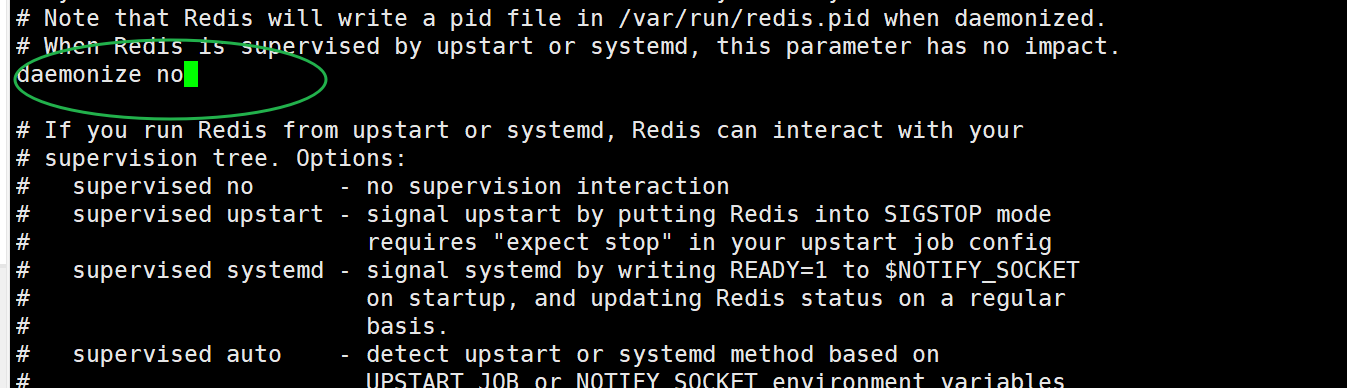 # Note that Redis will write a pid file in /var/run/redis.pid when daemonized.
# When Redis is supervised by upstart or systemd, this parameter has no impact.
daemonize no
# If you run Redis from upstart or systemd, Redis can interact with your
# supervision tree. Options:
#   supervised no      - no supervision interaction
#   supervised upstart - signal upstart by putting Redis into SIGSTOP mode
#                        requires "expect stop" in your upstart job config
#   supervised systemd - signal systemd by writing READY=1 to $NOTIFY_SOCKET
#                        on startup, and updating Redis status on a regular
#                        basis.
#   supervised auto    - detect upstart or systemd method based on
#                        UPSTART_JOB or NOTIFY_SOCKET environment variables